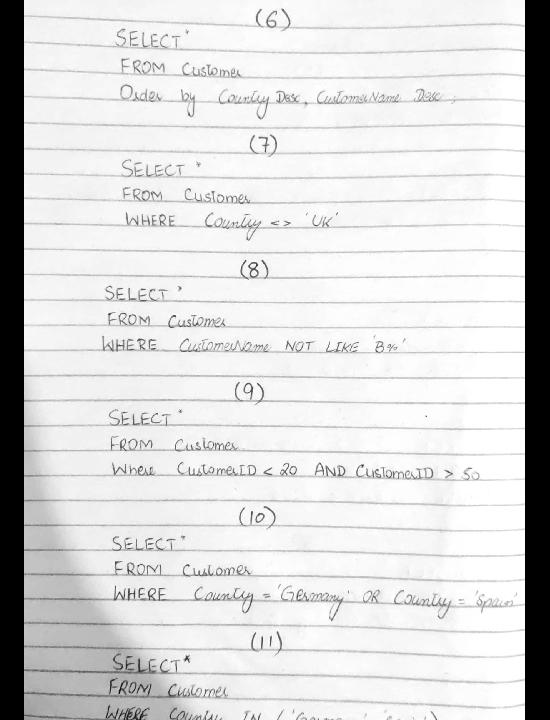 (6)
SELECT*
FROM Customer
Order by Country Desc, CustomerName Desc;
(7)
SELECT *
FROM Customer
WHERE Country <> 'UK'
(8)
SELECT *
FROM Customer
WHERE CustomerName NOT LIKE 'B%'
(9)
SELECT *
FROM Customer
Where CustomerID < 20 AND CustomerID > 50
(10)
SELECT *
FROM Customer
WHERE Country = 'Germany' OR Country = 'Spain'
(11)
SELECT*
FROM Customer
WHERE Country IN (